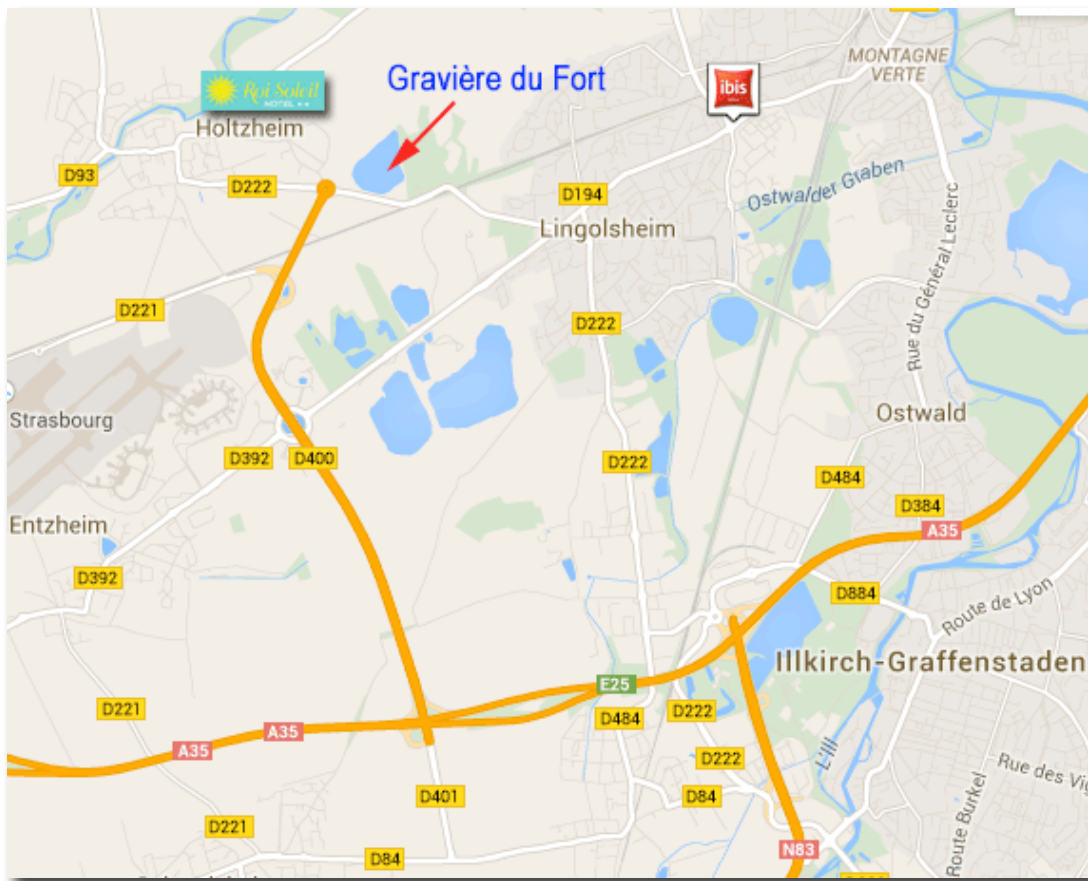 MONTAGNE
VERTE
ibis
Roi-Soleil
HOTEL
Gravière du Fort
Holtzheim
D93
D222
D194
Ostwalder Graben
Lingolsheim
Rue du Général Leclerc
D221
D222
Strasbourg
Ostwald
D392
D400
D222
D484
D384
Entzheim
A35
D392
D884
Route de Lyon
Illkirch-Graffenstaden
E25
D221
A35
D484
D222
A35
D222
L'Ill
Rue des Vig
D401
D84
Route Burkel
D221
D84
N83